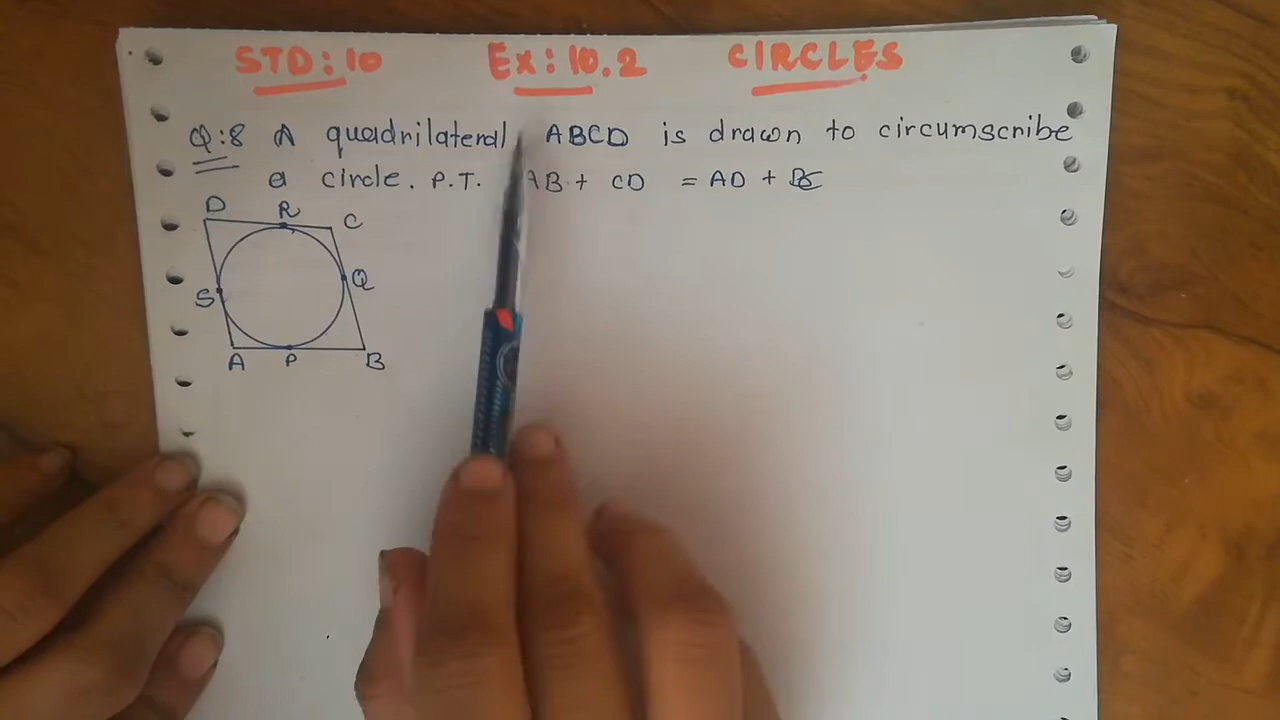 STD: 10 Ex: 10.2 CIRCLES
Q:8 A quadrilateral ABCD is drawn to circumscribe
a circle. P.T. AB + CD = AD + BC
D R C
S Q
A P B